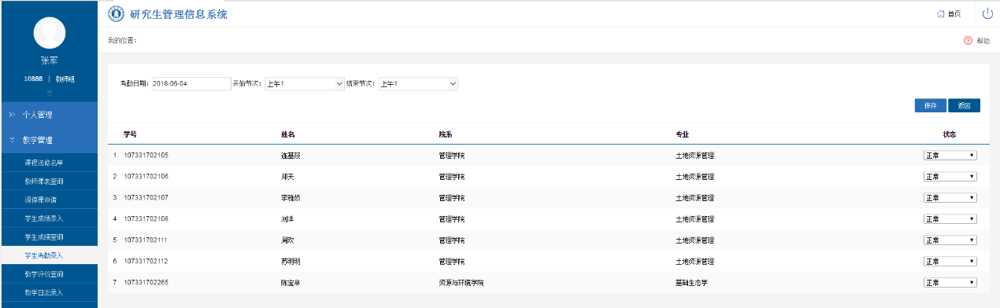 研究生管理信息系统
首页
张军
10888 | 教师组
我的位置：
帮助
个人管理
教学管理
课程选修名单
教师课表查询
调停课申请
学生成绩录入
学生成绩查询
学生考勤录入
教学评价查询
教学日志录入
考勤日期： 2018-06-04 开始节次： 上午1 结束节次： 上午1
保存 返回
学号 姓名 院系 专业 状态
1 107331702105 连基 管理学院 土地资源管理 正常
2 107331702106 郑天 管理学院 土地资源管理 正常
3 107331702107 李雅倾 管理学院 土地资源管理 正常
4 107331702108 刘洋 管理学院 土地资源管理 正常
5 107331702111 周欢 管理学院 土地资源管理 正常
6 107331702112 苏明明 管理学院 土地资源管理 正常
7 107331702265 陈宝林 资源与环境学院 基础生态学 正常